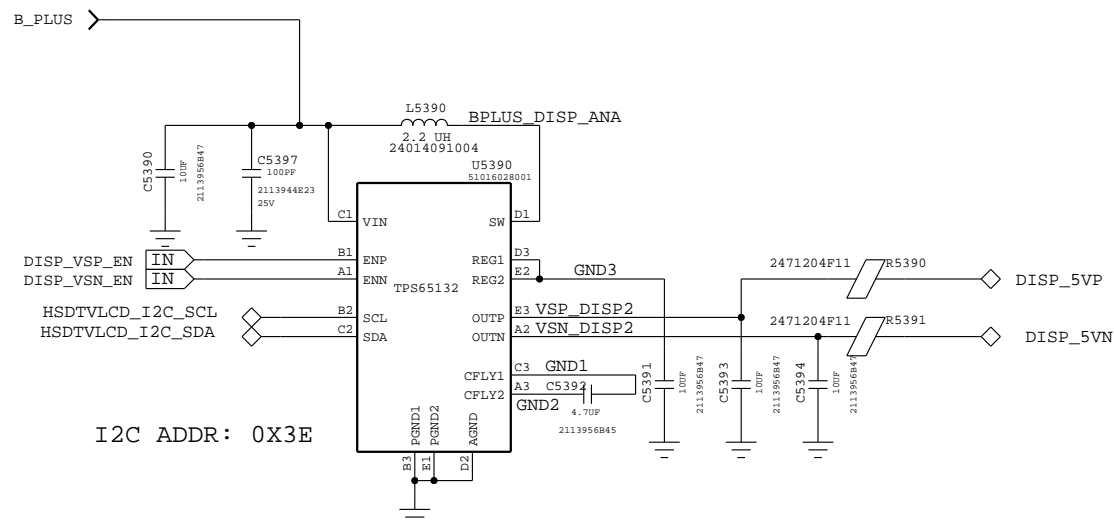 B_PLUS
L5390
BPLUS_DISP_ANA
2.2 UH
24014091004
C5390
10UF
2113956B47
C5397
100PF
2113944E23
25V
U5390
51016028001
C1
VIN
SW
D1
DISP_VSP_EN
IN
B1
ENP
REG1
D3
DISP_VSN_EN
IN
A1
ENN
REG2
E2
GND3
TPS65132
2471204F11
R5390
DISP_5VP
HSDTVLCD_I2C_SCL
B2
SCL
OUTP
E3
VSP_DISP2
HSDTVLCD_I2C_SDA
C2
SDA
OUTN
A2
VSN_DISP2
2471204F11
R5391
DISP_5VN
CFLY1
C3
GND1
CFLY2
A3
C5392
GND2
4.7UF
2113956B45
C5391
10UF
2113956B47
C5393
10UF
2113956B47
C5394
10UF
2113956B47
I2C ADDR: 0X3E
PGND1
PGND2
AGND
B3
E1
D2